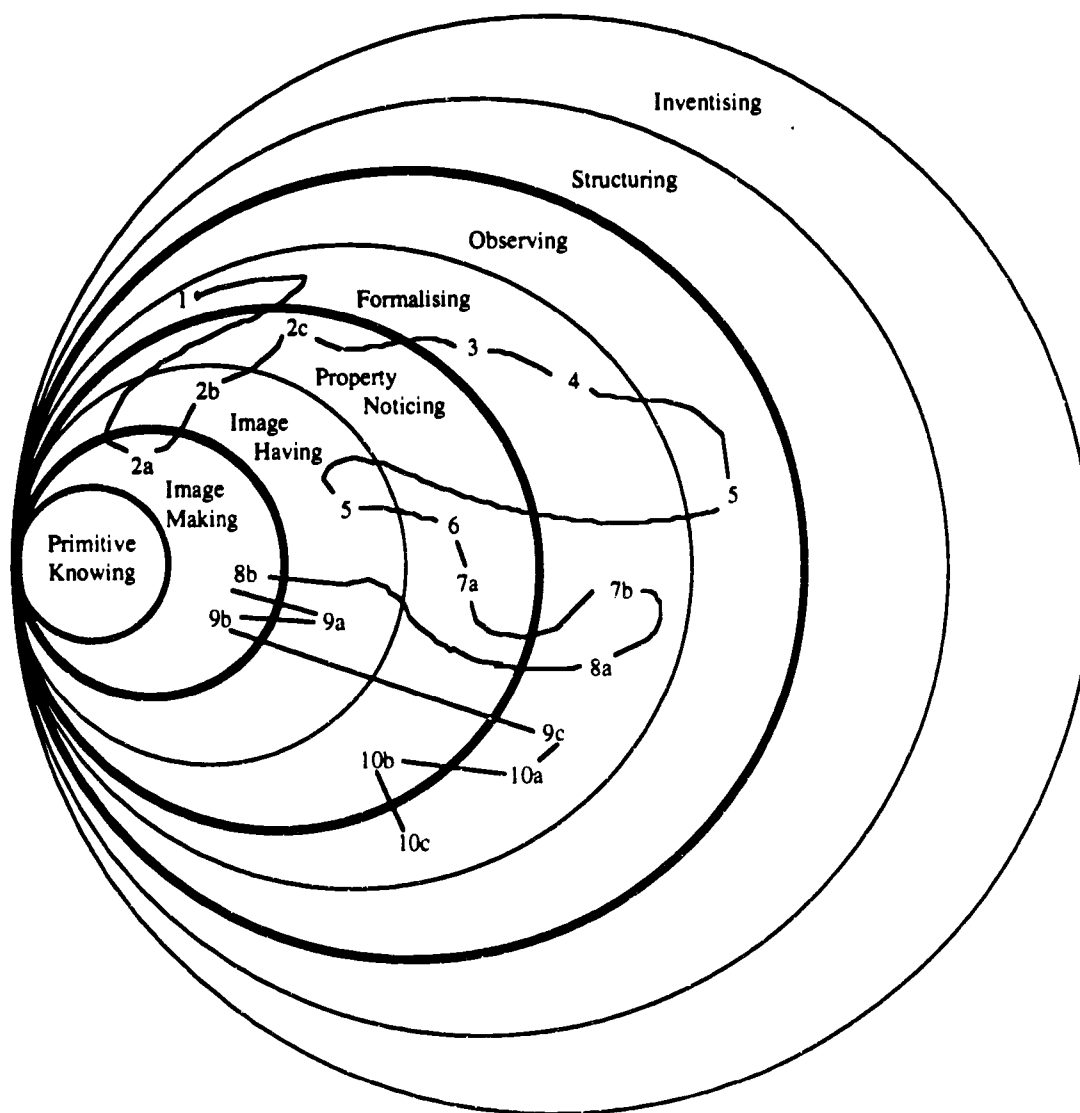 Inventising
Structuring
Observing
Formalising
1
2c
3
Property
Noticing
4
2b
Image
Having
2a
Image
Making
5
5
6
Primitive
Knowing
8b
7a
7b
9b
9a
8a
9c
10b
10a
10c